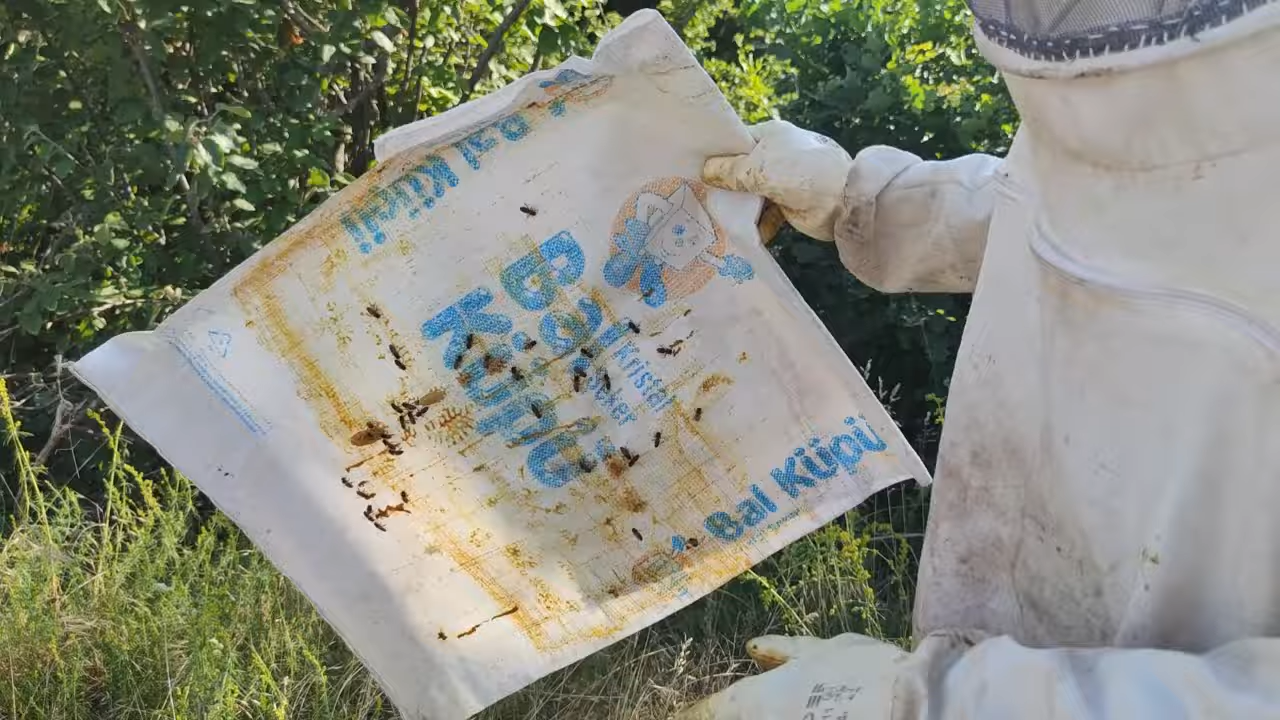 Bal Küpü
Bal
Küpü
Kristal
Şeker
Bal Küpü